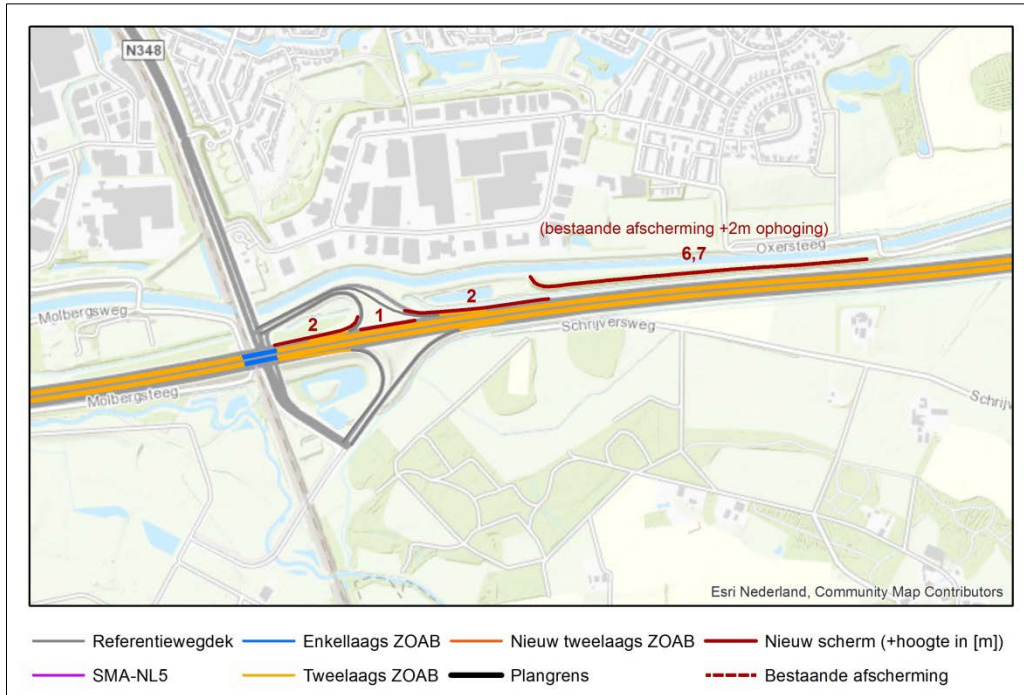 N348
(bestaande afscherming +2m ophoging)
Oxersteeg
6,7
Molbergsweg
2
1
2
Schrijversweg
Molbergsteeg
Schrijv
Esri Nederland, Community Map Contributors
Referentiewegdek
Enkellaags ZOAB
Nieuw tweelaags ZOAB
Nieuw scherm (+hoogte in [m])
SMA-NL5
Tweelaags ZOAB
Plangrens
Bestaande afscherming